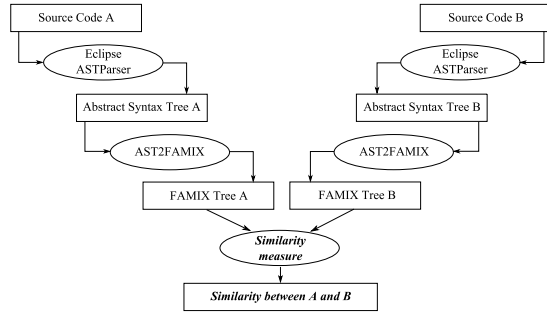 Source Code A
Source Code B
Eclipse
ASTParser
Eclipse
ASTParser
Abstract Syntax Tree A
Abstract Syntax Tree B
AST2FAMIX
AST2FAMIX
FAMIX Tree A
FAMIX Tree B
Similarity
measure
Similarity between A and B